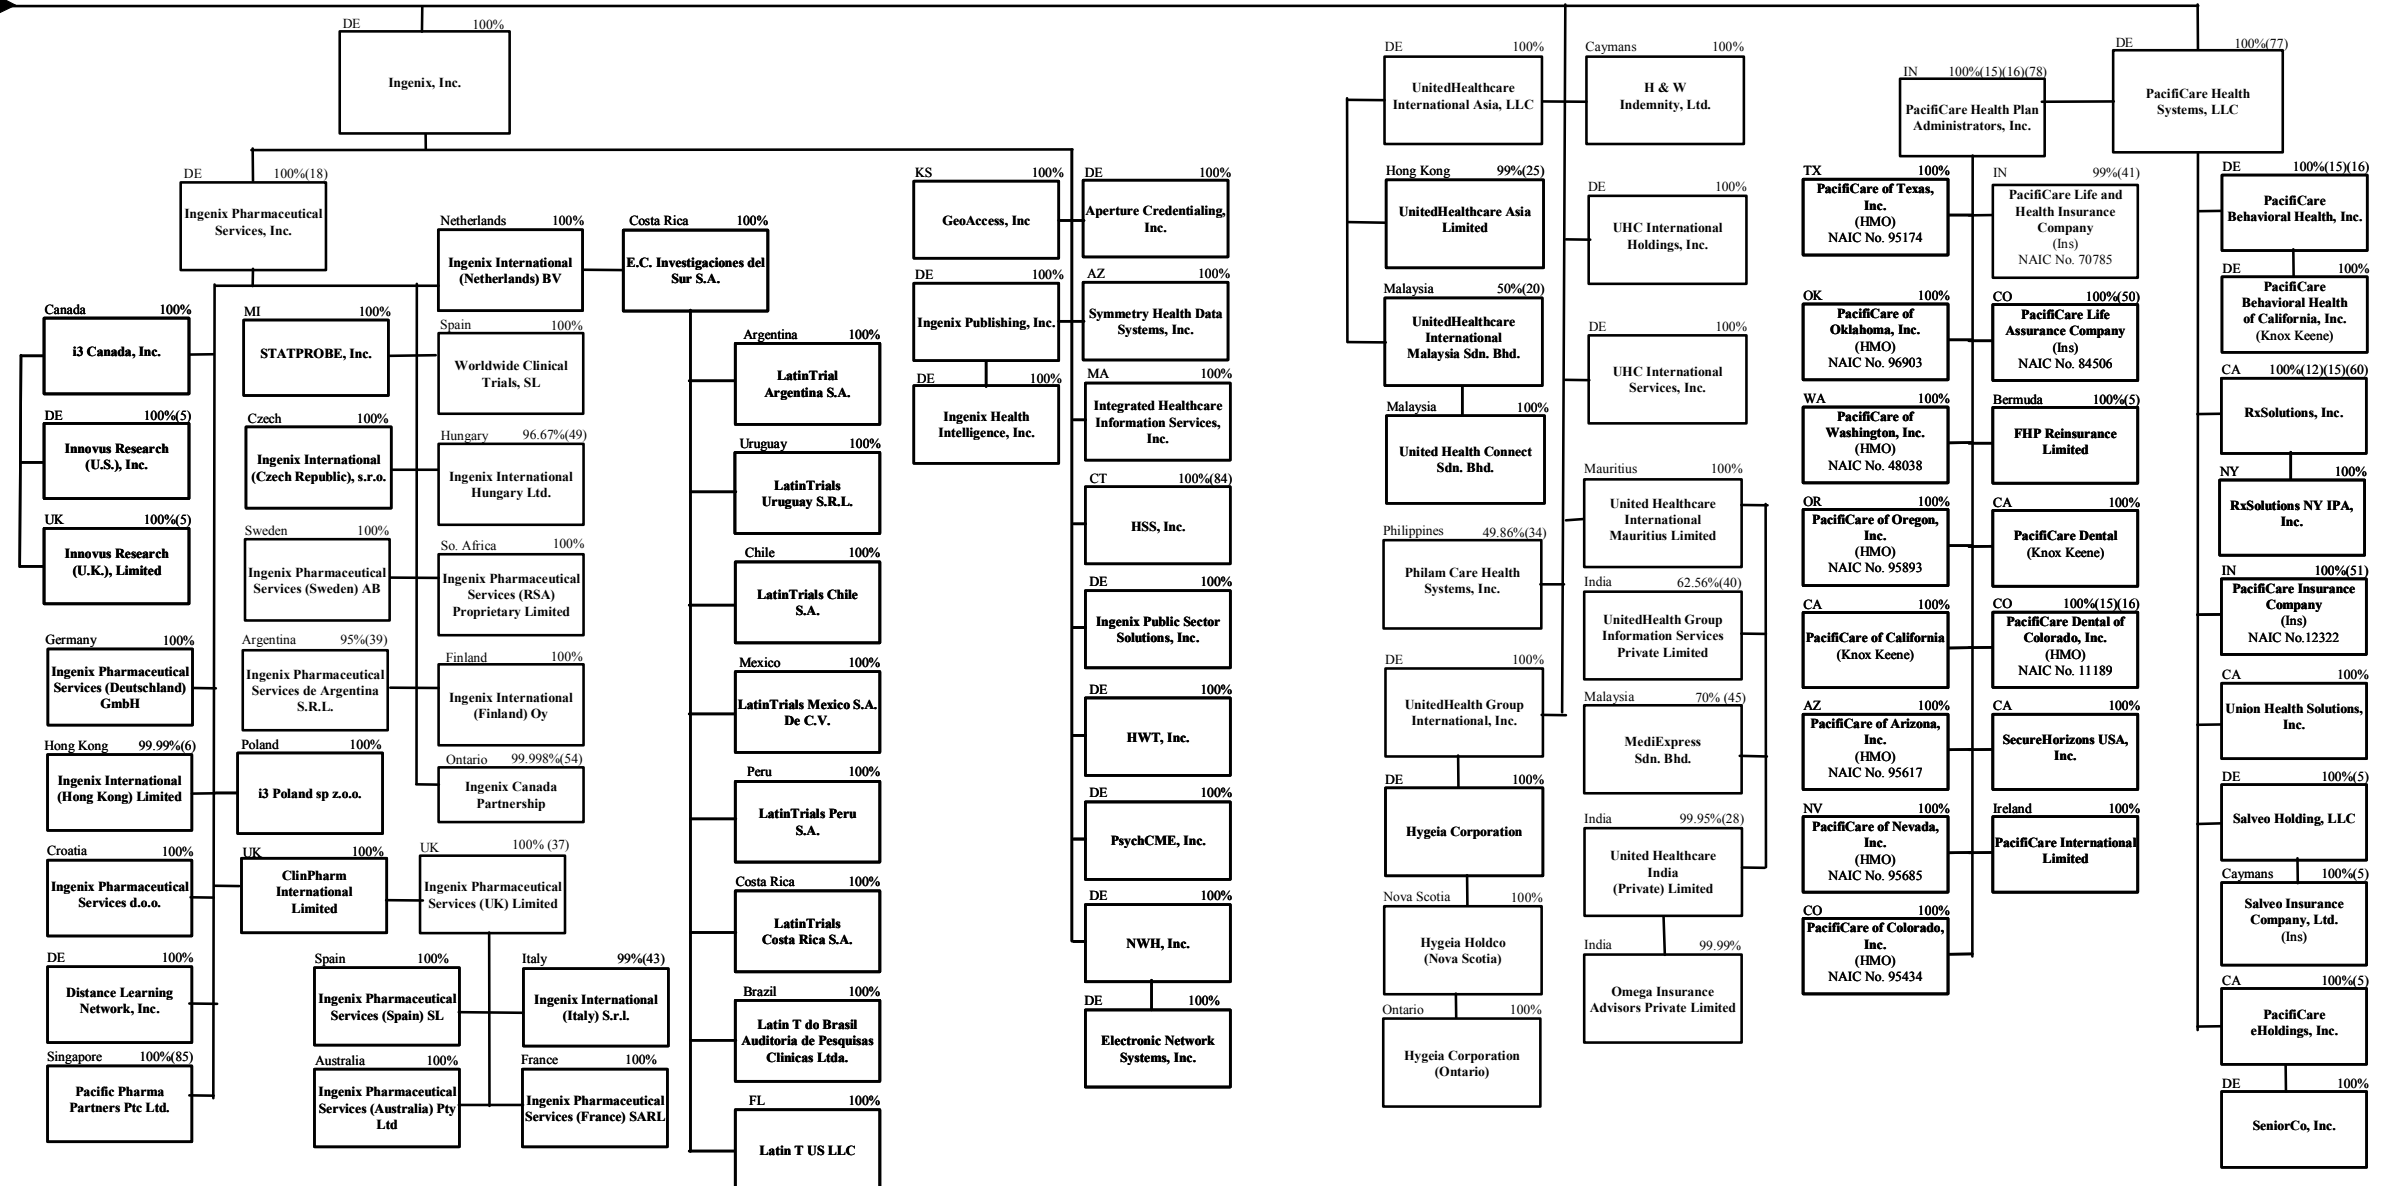 DE 100%
Ingenix, Inc.
DE 100%(18)
Ingenix Pharmaceutical
Services, Inc.
Netherlands 100%
Ingenix International
(Netherlands) BV
Costa Rica 100%
E.C. Investigaciones del
Sur S.A.
Canada 100%
i3 Canada, Inc.
DE 100%(5)
Innovus Research
(U.S.), Inc.
UK 100%(5)
Innovus Research
(U.K.), Limited
Germany 100%
Ingenix Pharmaceutical
Services (Deutschland)
GmbH
Hong Kong 99.99%(6)
Ingenix International
(Hong Kong) Limited
Croatia 100%
Ingenix Pharmaceutical
Services d.o.o.
DE 100%
Distance Learning
Network, Inc.
Singapore 100%(85)
Pacific Pharma
Partners Ptc Ltd.
MI 100%
STATPROBE, Inc.
Czech 100%
Ingenix International
(Czech Republic), s.r.o.
Sweden 100%
Ingenix Pharmaceutical
Services (Sweden) AB
Argentina 95%(39)
Ingenix Pharmaceutical
Services de Argentina
S.R.L.
Poland 100%
i3 Poland sp z.o.o.
UK 100%
ClinPharm
International
Limited
Spain 100%
Worldwide Clinical
Trials, SL
Hungary 96.67%(49)
Ingenix International
Hungary Ltd.
So. Africa 100%
Ingenix Pharmaceutical
Services (RSA)
Proprietary Limited
Finland 100%
Ingenix International
(Finland) Oy
Ontario 99.998%(54)
Ingenix Canada
Partnership
UK 100% (37)
Ingenix Pharmaceutical
Services (UK) Limited
Spain 100%
Ingenix Pharmaceutical
Services (Spain) SL
Italy 99%(43)
Ingenix International
(Italy) S.r.l.
Australia 100%
Ingenix Pharmaceutical
Services (Australia) Pty
Ltd
France 100%
Ingenix Pharmaceutical
Services (France) SARL
Argentina 100%
LatinTrial
Argentina S.A.
Uruguay 100%
LatinTrials
Uruguay S.R.L.
Chile 100%
LatinTrials Chile
S.A.
Mexico 100%
LatinTrials Mexico S.A.
De C.V.
Peru 100%
LatinTrials Peru
S.A.
Costa Rica 100%
LatinTrials
Costa Rica S.A.
Brazil 100%
Latin T do Brasil
Auditoria de Pesquisas
Clinicas Ltda.
FL 100%
Latin T US LLC
KS 100%
GeoAccess, Inc
DE 100%
Ingenix Publishing, Inc.
DE 100%
Ingenix Health
Intelligence, Inc.
DE 100%
Aperture Credentialing,
Inc.
AZ 100%
Symmetry Health Data
Systems, Inc.
MA 100%
Integrated Healthcare
Information Services,
Inc.
CT 100%(84)
HSS, Inc.
DE 100%
Ingenix Public Sector
Solutions, Inc.
DE 100%
HWT, Inc.
DE 100%
PsychCME, Inc.
DE 100%
NWH, Inc.
DE 100%
Electronic Network
Systems, Inc.
DE 100%
UnitedHealthcare
International Asia, LLC
Hong Kong 99%(25)
UnitedHealthcare Asia
Limited
Malaysia 50%(20)
UnitedHealthcare
International
Malaysia Sdn. Bhd.
Malaysia 100%
United Health Connect
Sdn. Bhd.
Philippines 49.86%(34)
Philam Care Health
Systems, Inc.
DE 100%
UnitedHealth Group
International, Inc.
DE 100%
Hygeia Corporation
Nova Scotia 100%
Hygeia Holdco
(Nova Scotia)
Ontario 100%
Hygeia Corporation
(Ontario)
Caymans 100%
H & W
Indemnity, Ltd.
DE 100%
UHC International
Holdings, Inc.
DE 100%
UHC International
Services, Inc.
Mauritius 100%
United Healthcare
International
Mauritius Limited
India 62.56%(40)
UnitedHealth Group
Information Services
Private Limited
Malaysia 70% (45)
MediExpress
Sdn. Bhd.
India 99.95%(28)
United Healthcare
India
(Private) Limited
India 99.99%
Omega Insurance
Advisors Private Limited
IN 100%(15)(16)(78)
PacifiCare Health Plan
Administrators, Inc.
DE 100%(77)
PacifiCare Health
Systems, LLC
TX 100%
PacifiCare of Texas,
Inc.
(HMO)
NAIC No. 95174
OK 100%
PacifiCare of
Oklahoma, Inc.
(HMO)
NAIC No. 96903
WA 100%
PacifiCare of
Washington, Inc.
(HMO)
NAIC No. 48038
OR 100%
PacifiCare of Oregon,
Inc.
(HMO)
NAIC No. 95893
CA 100%
PacifiCare of California
(Knox Keene)
AZ 100%
PacifiCare of Arizona,
Inc.
(HMO)
NAIC No. 95617
NV 100%
PacifiCare of Nevada,
Inc.
(HMO)
NAIC No. 95685
CO 100%
PacifiCare of Colorado,
Inc.
(HMO)
NAIC No. 95434
IN 99%(41)
PacifiCare Life and
Health Insurance
Company
(Ins)
NAIC No. 70785
CO 100%(50)
PacifiCare Life
Assurance Company
(Ins)
NAIC No. 84506
Bermuda 100%(5)
FHP Reinsurance
Limited
CA 100%
PacifiCare Dental
(Knox Keene)
CO 100%(15)(16)
PacifiCare Dental of
Colorado, Inc.
(HMO)
NAIC No. 11189
CA 100%
SecureHorizons USA,
Inc.
Ireland 100%
PacifiCare International
Limited
DE 100%(15)(16)
PacifiCare
Behavioral Health, Inc.
DE 100%
PacifiCare
Behavioral Health
of California, Inc.
(Knox Keene)
CA 100%(12)(15)(60)
RxSolutions, Inc.
NY 100%
RxSolutions NY IPA,
Inc.
IN 100%(51)
PacifiCare Insurance
Company
(Ins)
NAIC No.12322
CA 100%
Union Health Solutions,
Inc.
DE 100%(5)
Salveo Holding, LLC
Caymans 100%(5)
Salveo Insurance
Company, Ltd.
(Ins)
CA 100%(5)
PacifiCare
eHoldings, Inc.
DE 100%
SeniorCo, Inc.